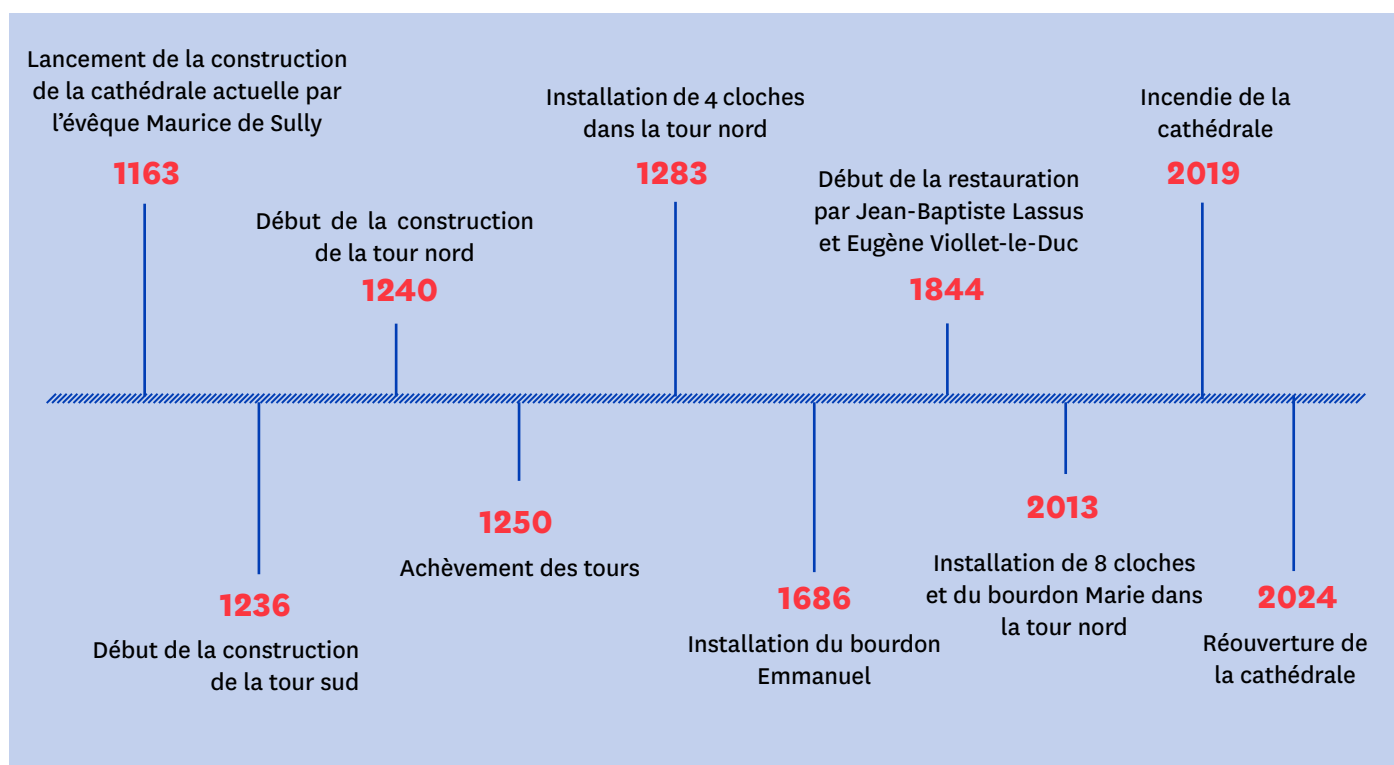 Lancement de la construction
de la cathédrale actuelle par
l’évêque Maurice de Sully
1163
Début de la construction
de la tour sud
1236
Début de la construction
de la tour nord
1240
1250
Achèvement des tours
Installation de 4 cloches
dans la tour nord
1283
1686
Installation du bourdon
Emmanuel
Début de la restauration
par Jean-Baptiste Lassus
et Eugène Viollet-le-Duc
1844
2013
Installation de 8 cloches
et du bourdon Marie dans
la tour nord
Incendie de la
cathédrale
2019
2024
Réouverture de
la cathédrale